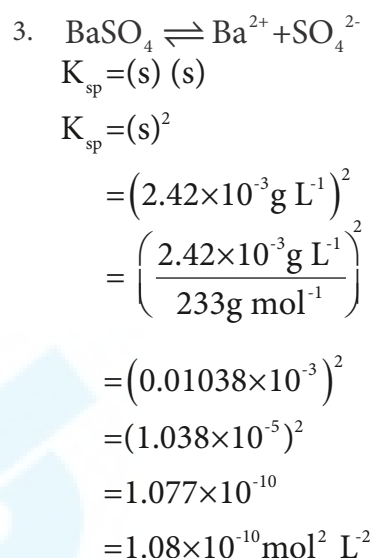 3. BaSO₄ ⇌ Ba²⁺+SO₄²⁻
Kₛₚ=(s) (s)
Kₛₚ=(s)²
=(2.42×10⁻³g L⁻¹)²
=(2.42×10⁻³g L⁻¹/233g mol⁻¹)²
=(0.01038×10⁻³)²
=(1.038×10⁻⁵)²
=1.077×10⁻¹⁰
=1.08×10⁻¹⁰mol² L⁻²